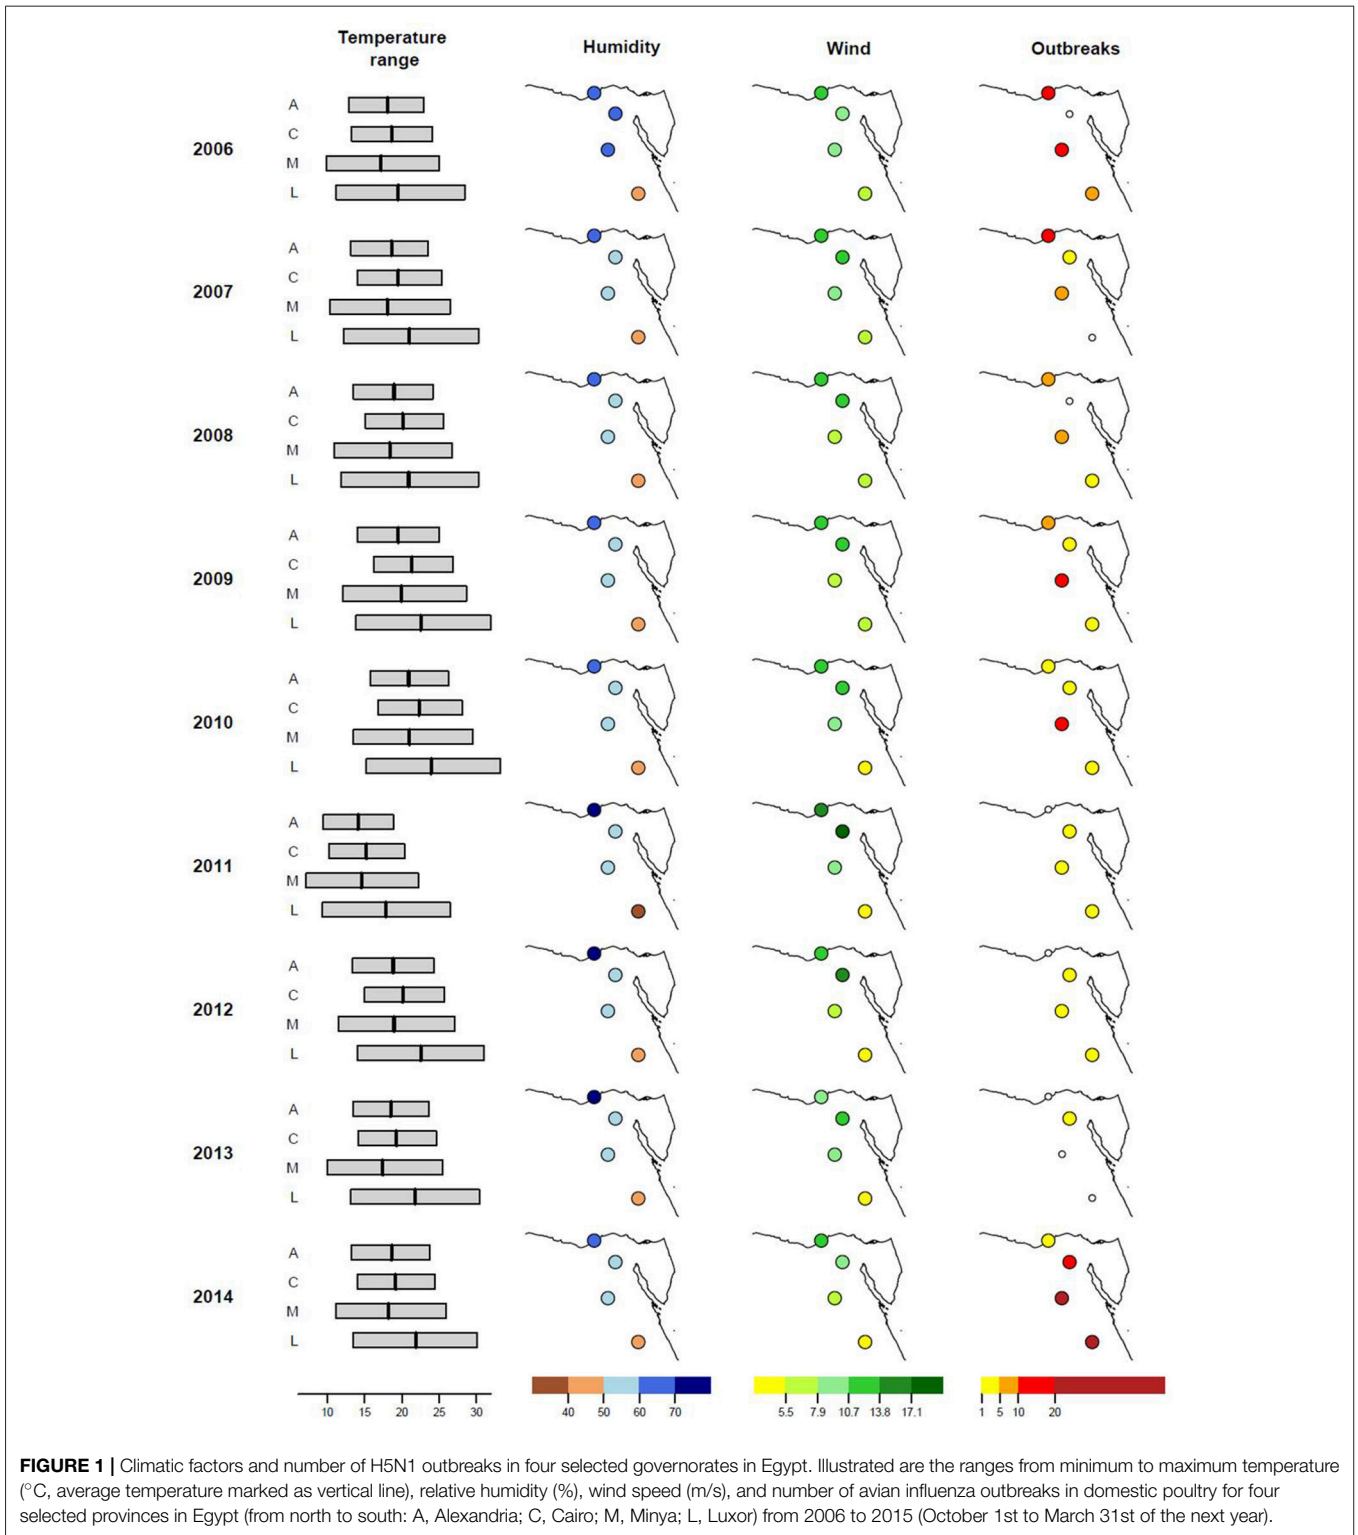 Temperature
range
Humidity
Wind
Outbreaks
2006
A
C
M
L
2007
A
C
M
L
2008
A
C
M
L
2009
A
C
M
L
2010
A
C
M
L
2011
A
C
M
L
2012
A
C
M
L
2013
A
C
M
L
2014
A
C
M
L
10 15 20 25 30
40 50 60 70
5.5 7.9 10.7 13.8 17.1
1 5 10 20
FIGURE 1 | Climatic factors and number of H5N1 outbreaks in four selected governorates in Egypt. Illustrated are the ranges from minimum to maximum temperature
(°C, average temperature marked as vertical line), relative humidity (%), wind speed (m/s), and number of avian influenza outbreaks in domestic poultry for four
selected provinces in Egypt (from north to south: A, Alexandria; C, Cairo; M, Minya; L, Luxor) from 2006 to 2015 (October 1st to March 31st of the next year).